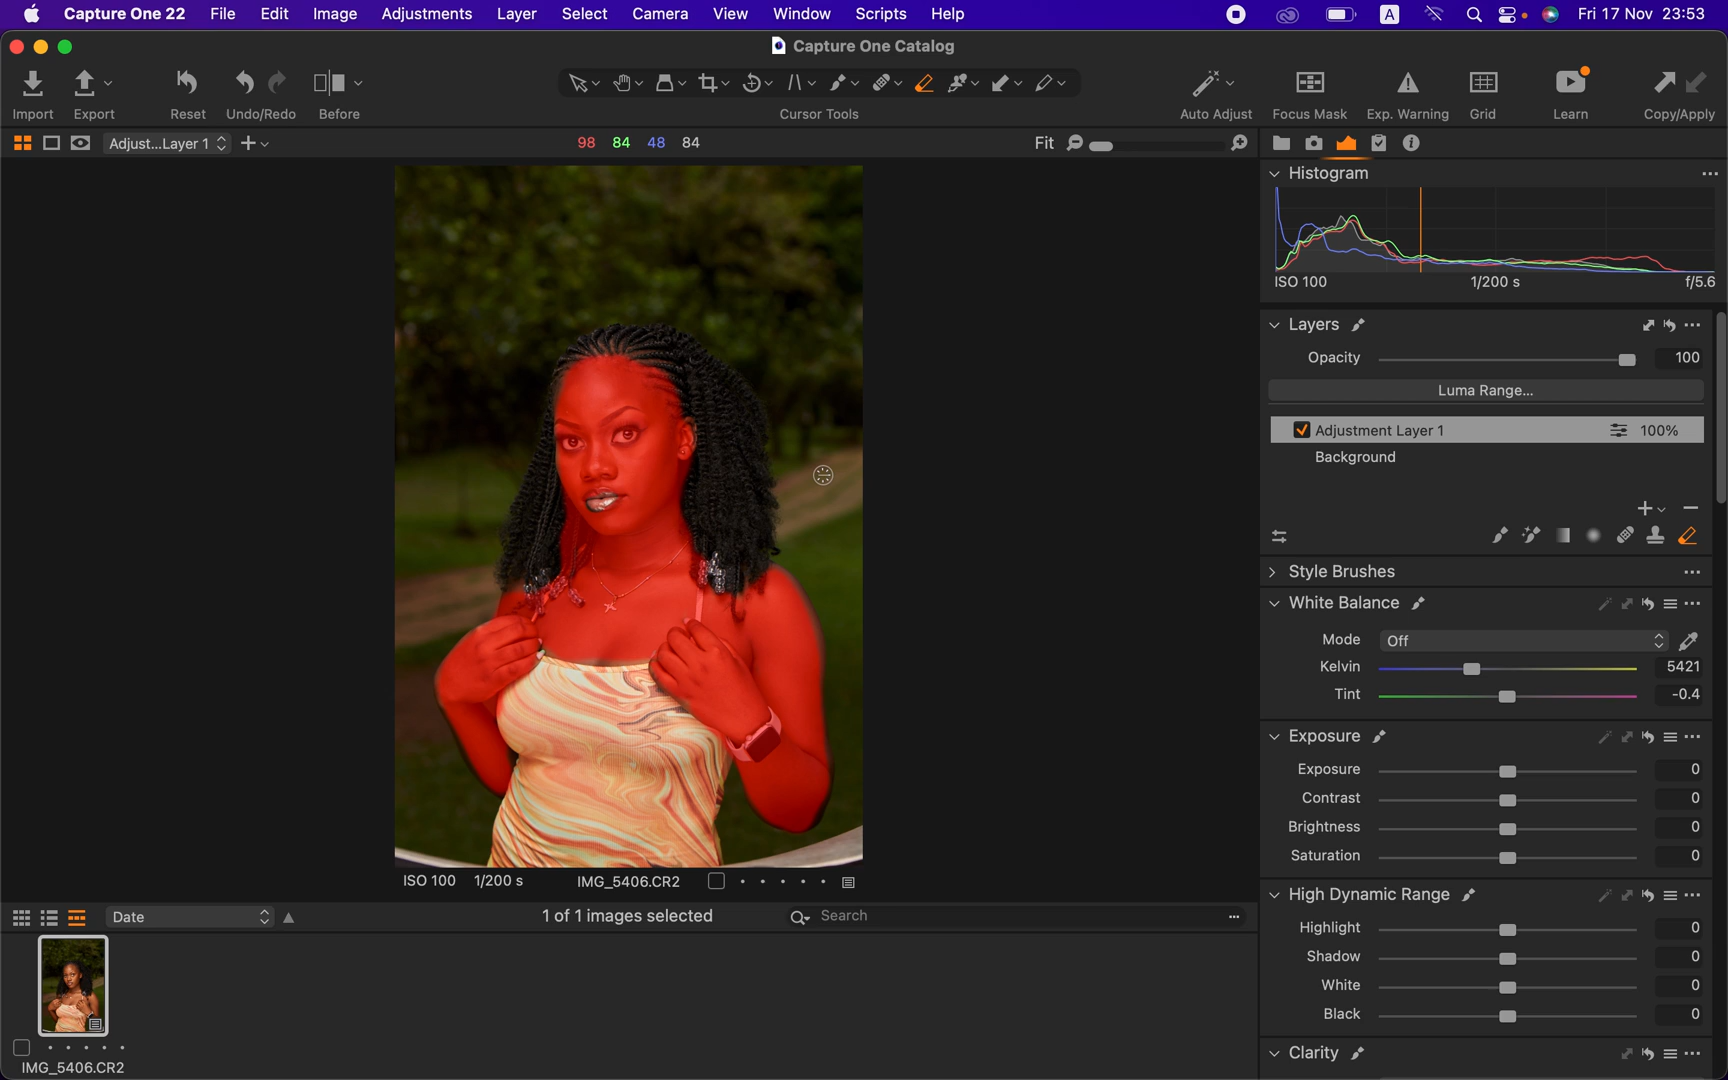 Capture One 22 File Edit Image Adjustments Layer Select Camera View Window Scripts Help A Fri 17 Nov 23:53
Capture One Catalog
Import Export Reset Undo/Redo Before Cursor Tools Auto Adjust Focus Mask Exp. Warning Grid Learn Copy/Apply
Adjust...Layer 1 98 84 48 84 Fit
Histogram
ISO 100 1/200 s f/5.6
Layers
Opacity 100
Luma Range...
Adjustment Layer 1 100%
Background
Style Brushes
White Balance
Mode Off
Kelvin 5421
Tint -0.4
Exposure
Exposure 0
Contrast 0
Brightness 0
Saturation 0
High Dynamic Range
Highlight 0
Shadow 0
White 0
Black 0
Clarity
ISO 100 1/200 s IMG_5406.CR2
Date 1 of 1 images selected Search
IMG_5406.CR2